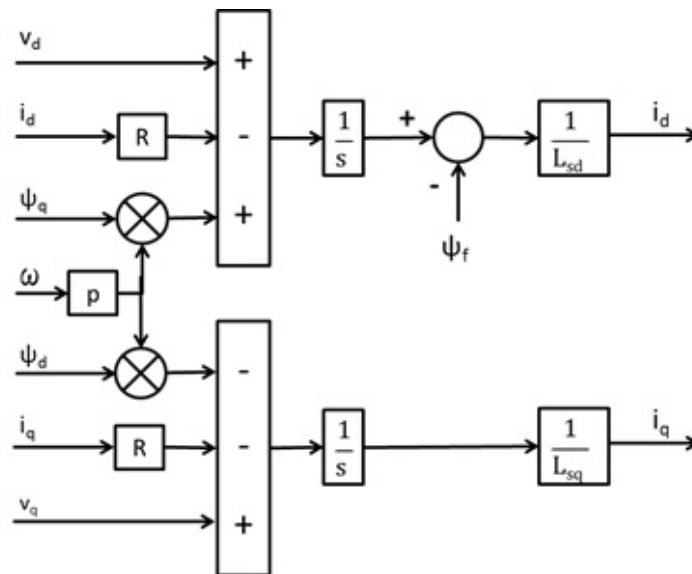 v_d
+
i_d
R
-
1/s
+
1/L_sd
i_d
-
ψ_q
+
ψ_f
ω
p
ψ_d
-
i_q
R
-
1/s
1/L_sq
i_q
v_q
+